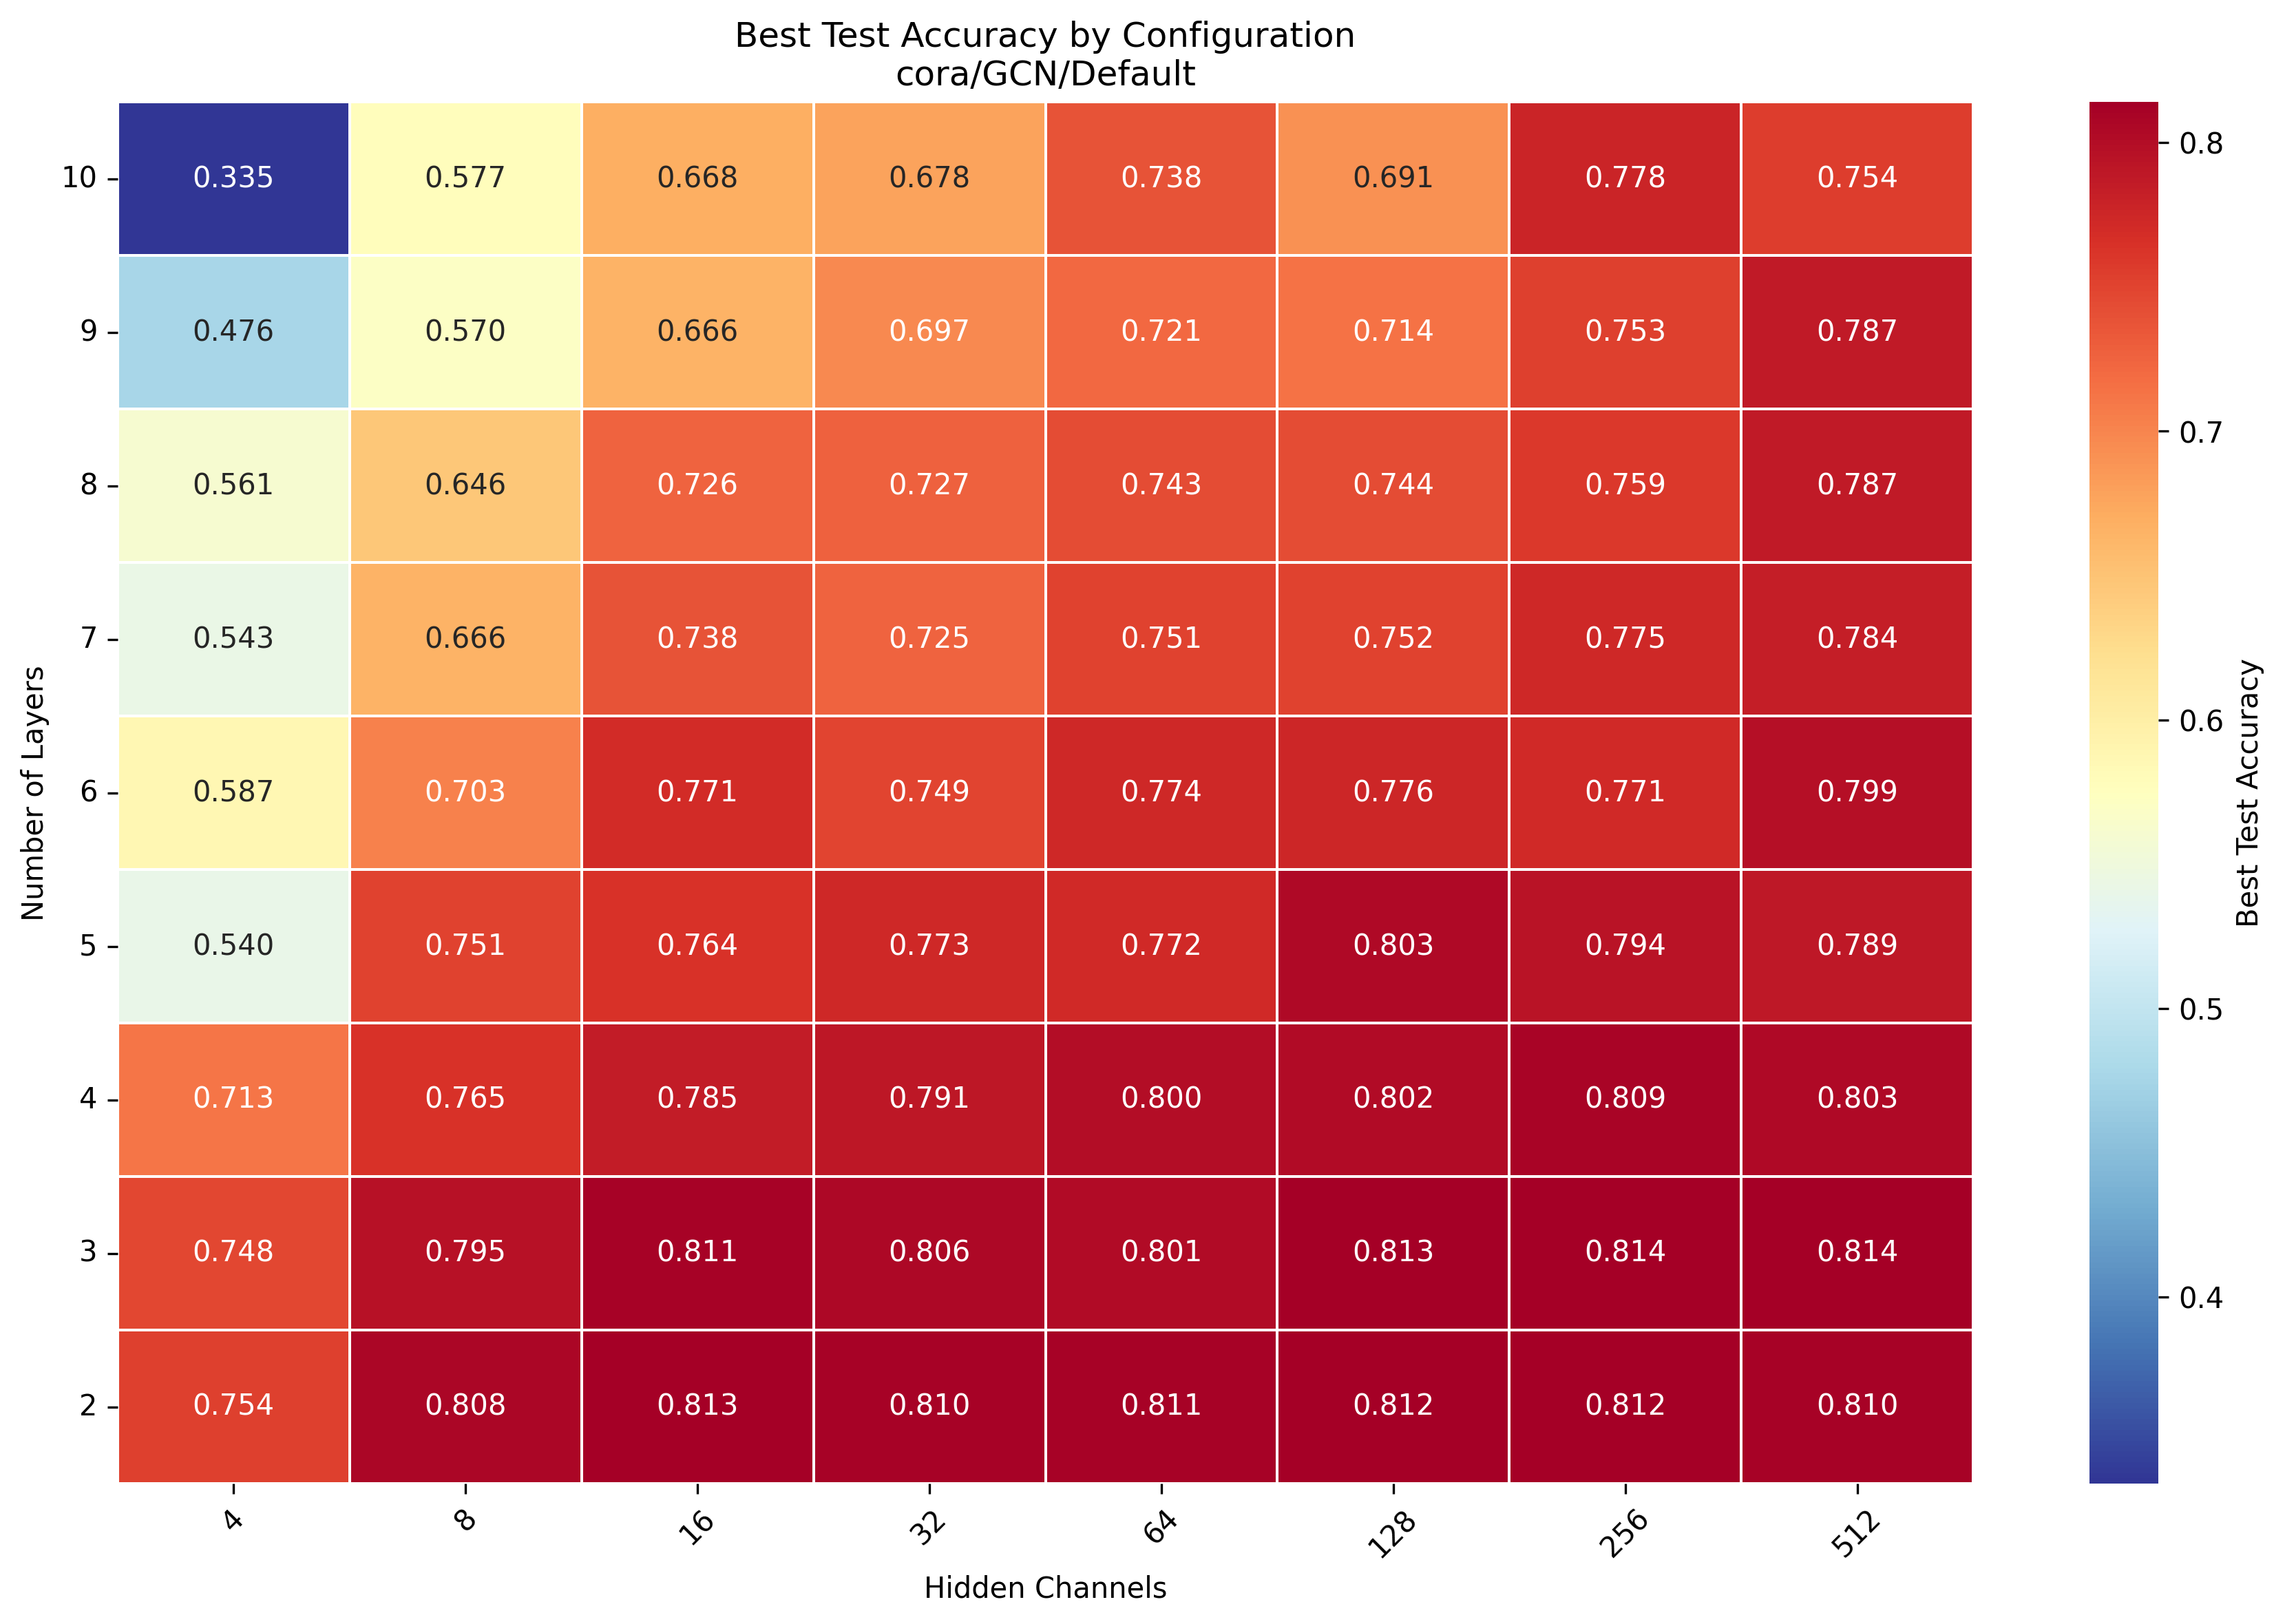 Best Test Accuracy by Configuration
cora/GCN/Default
10 0.335 0.577 0.668 0.678 0.738 0.691 0.778 0.754
9 0.476 0.570 0.666 0.697 0.721 0.714 0.753 0.787
8 0.561 0.646 0.726 0.727 0.743 0.744 0.759 0.787
7 0.543 0.666 0.738 0.725 0.751 0.752 0.775 0.784
6 0.587 0.703 0.771 0.749 0.774 0.776 0.771 0.799
5 0.540 0.751 0.764 0.773 0.772 0.803 0.794 0.789
4 0.713 0.765 0.785 0.791 0.800 0.802 0.809 0.803
3 0.748 0.795 0.811 0.806 0.801 0.813 0.814 0.814
2 0.754 0.808 0.813 0.810 0.811 0.812 0.812 0.810
4 8 16 32 64 128 256 512
Hidden Channels
Number of Layers
0.8
0.7
0.6
0.5
0.4
Best Test Accuracy